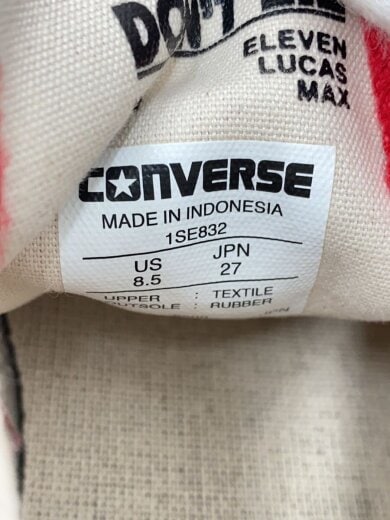 ELEVEN
LUCAS
MAX
CONVERSE
MADE IN INDONESIA
1SE832
US JPN
8.5 27
UPPER : TEXTILE
OUTSOLE : RUBBER